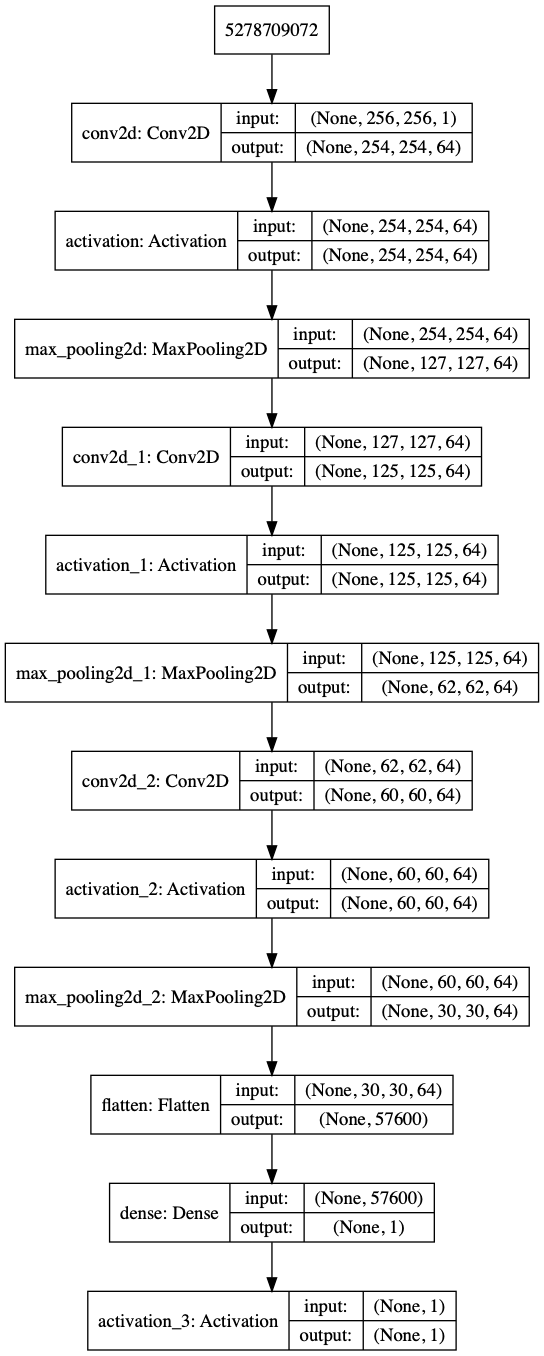 5278709072
conv2d: Conv2D
input: (None, 256, 256, 1)
output: (None, 254, 254, 64)
activation: Activation
input: (None, 254, 254, 64)
output: (None, 254, 254, 64)
max_pooling2d: MaxPooling2D
input: (None, 254, 254, 64)
output: (None, 127, 127, 64)
conv2d_1: Conv2D
input: (None, 127, 127, 64)
output: (None, 125, 125, 64)
activation_1: Activation
input: (None, 125, 125, 64)
output: (None, 125, 125, 64)
max_pooling2d_1: MaxPooling2D
input: (None, 125, 125, 64)
output: (None, 62, 62, 64)
conv2d_2: Conv2D
input: (None, 62, 62, 64)
output: (None, 60, 60, 64)
activation_2: Activation
input: (None, 60, 60, 64)
output: (None, 60, 60, 64)
max_pooling2d_2: MaxPooling2D
input: (None, 60, 60, 64)
output: (None, 30, 30, 64)
flatten: Flatten
input: (None, 30, 30, 64)
output: (None, 57600)
dense: Dense
input: (None, 57600)
output: (None, 1)
activation_3: Activation
input: (None, 1)
output: (None, 1)